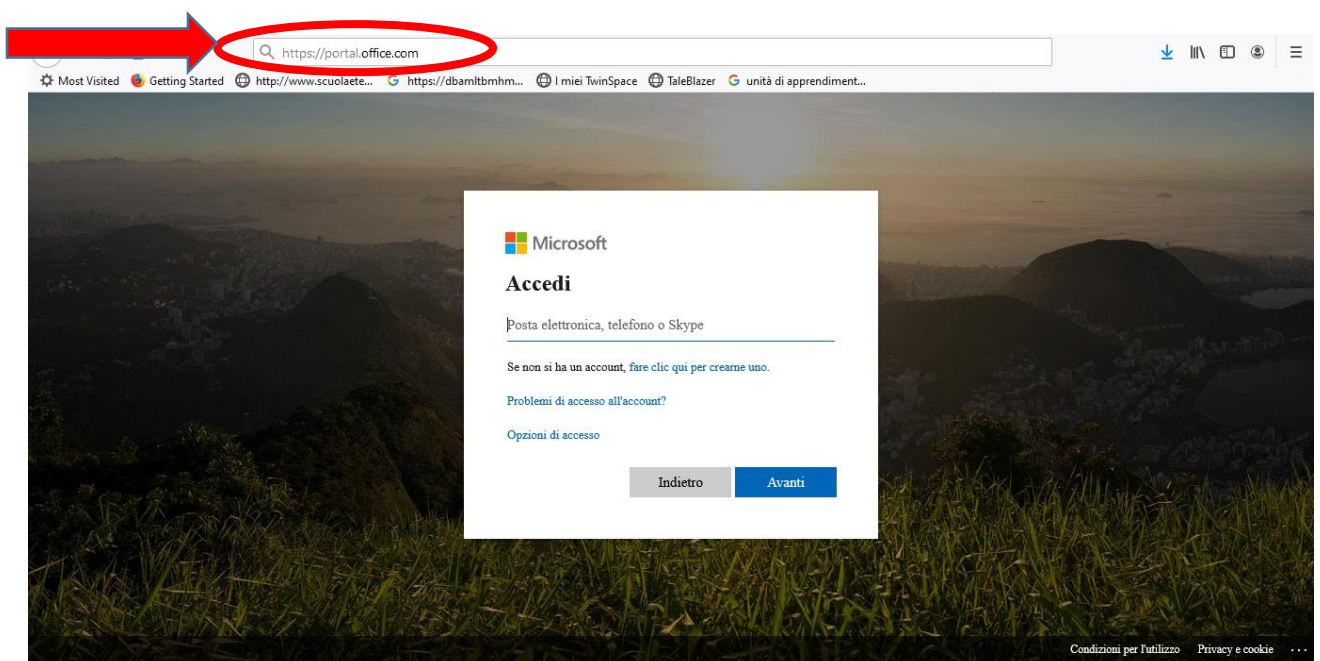 https://portal.office.com
Most Visited Getting Started http://www.scuolaete... https://dbamltbmhm... I miei TwinSpace TaleBlazer unità di apprendiment...
Microsoft
Accedi
Posta elettronica, telefono o Skype
Se non si ha un account, fare clic qui per crearne uno.
Problemi di accesso all'account?
Opzioni di accesso
Indietro Avanti
Condizioni per l'utilizzo Privacy e cookie ...